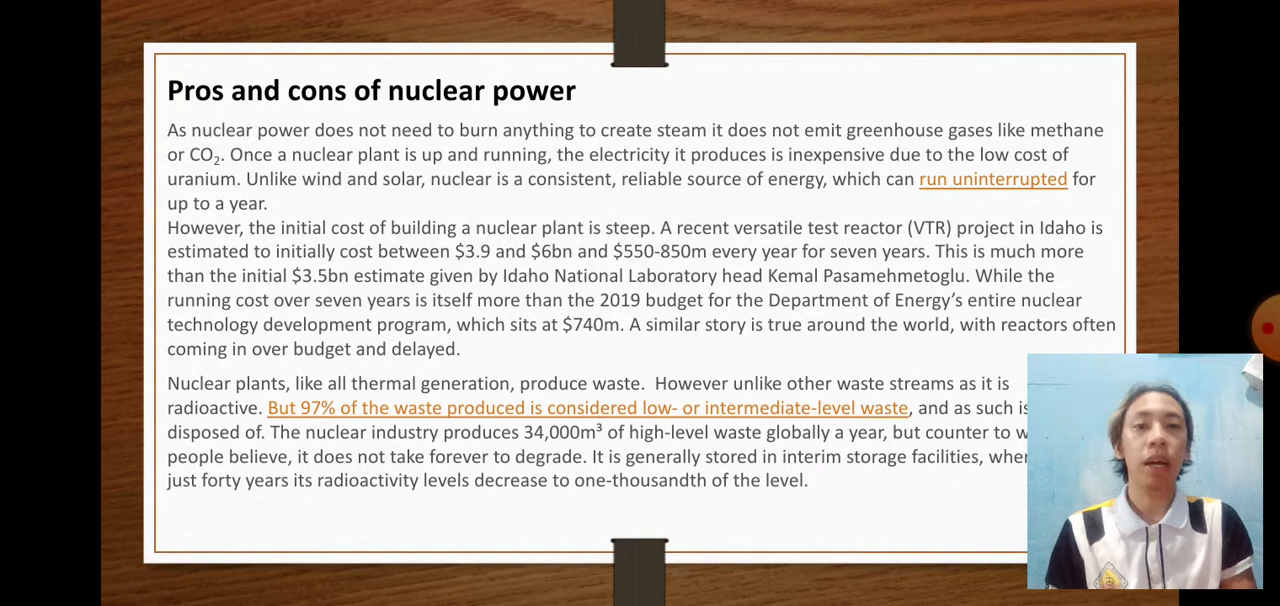 Pros and cons of nuclear power
As nuclear power does not need to burn anything to create steam it does not emit greenhouse gases like methane
or CO₂. Once a nuclear plant is up and running, the electricity it produces is inexpensive due to the low cost of
uranium. Unlike wind and solar, nuclear is a consistent, reliable source of energy, which can run uninterrupted for
up to a year.
However, the initial cost of building a nuclear plant is steep. A recent versatile test reactor (VTR) project in Idaho is
estimated to initially cost between $3.9 and $6bn and $550-850m every year for seven years. This is much more
than the initial $3.5bn estimate given by Idaho National Laboratory head Kemal Pasamehmetoglu. While the
running cost over seven years is itself more than the 2019 budget for the Department of Energy’s entire nuclear
technology development program, which sits at $740m. A similar story is true around the world, with reactors often
coming in over budget and delayed.
Nuclear plants, like all thermal generation, produce waste.  However unlike other waste streams as it is
radioactive. But 97% of the waste produced is considered low- or intermediate-level waste, and as such is
disposed of. The nuclear industry produces 34,000m³ of high-level waste globally a year, but counter to
people believe, it does not take forever to degrade. It is generally stored in interim storage facilities,
just forty years its radioactivity levels decrease to one-thousandth of the level.